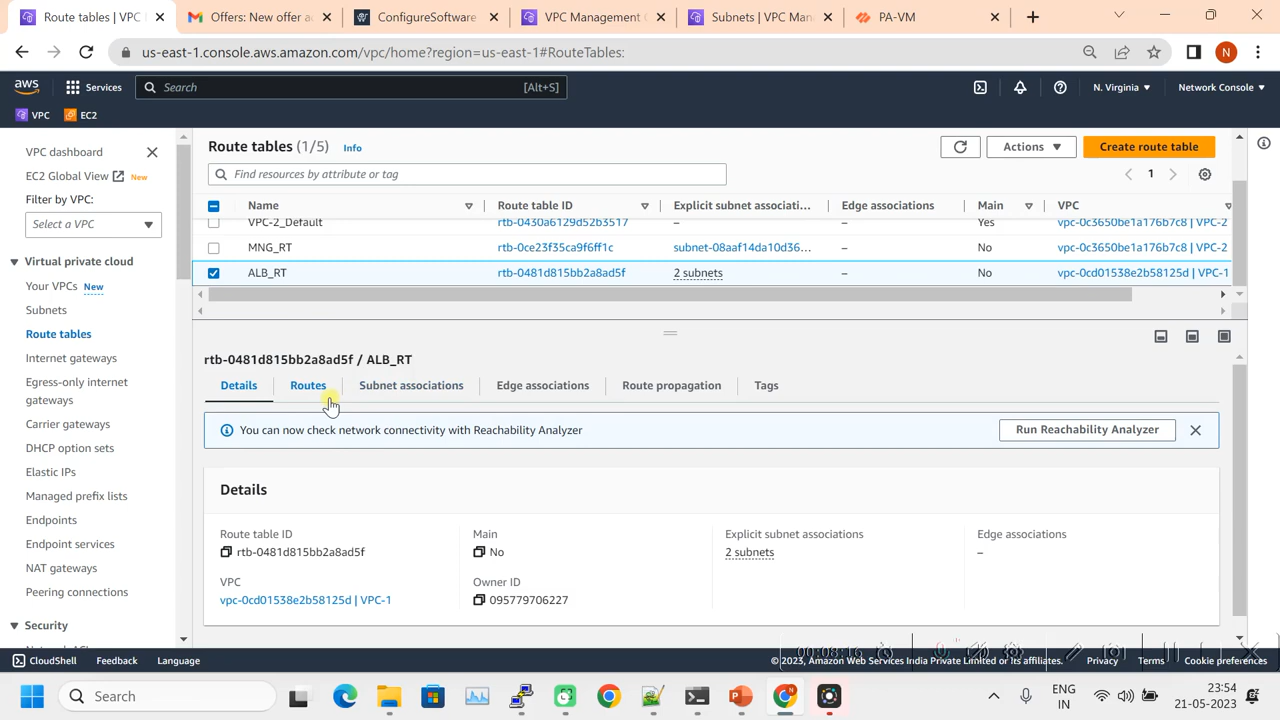 Route tables | V
Offers: New offer a
ConfigureSoftware
VPC Management C
Subnets | VPC Man
PA-VM
us-east-1.console.aws.amazon.com/vpc/home?region=us-east-1#RouteTables:
N
aws
Services
Search
[Alt+S]
N. Virginia
Network Console
VPC
EC2
VPC dashboard
EC2 Global View
New
Filter by VPC:
Select a VPC
Virtual private cloud
Your VPCs New
Subnets
Route tables
Internet gateways
Egress-only internet
gateways
Carrier gateways
DHCP option sets
Elastic IPs
Managed prefix lists
Endpoints
Endpoint services
NAT gateways
Peering connections
Security
Route tables (1/5) Info
Actions
Create route table
Find resources by attribute or tag
1
Name Route table ID Explicit subnet associati... Edge associations Main VPC
VPC-2_Default rtb-0430a6129d52b3517 – – Yes vpc-0c3650be1a176b7c8 | VPC-2
MNG_RT rtb-0ce23f35ca9f6ff1c subnet-08aaf14da10d36... – No vpc-0c3650be1a176b7c8 | VPC-2
ALB_RT rtb-0481d815bb2a8ad5f 2 subnets – No vpc-0cd01538e2b58125d | VPC-1
rtb-0481d815bb2a8ad5f / ALB_RT
Details Routes Subnet associations Edge associations Route propagation Tags
You can now check network connectivity with Reachability Analyzer
Run Reachability Analyzer
Details
Route table ID
rtb-0481d815bb2a8ad5f
Main
No
Explicit subnet associations
2 subnets
Edge associations
–
VPC
vpc-0cd01538e2b58125d | VPC-1
Owner ID
095779706227
00:08:16
CloudShell Feedback Language
© 2023, Amazon Web Services India Private Limited or its affiliates. Privacy Terms Cookie preferences
Search
ENG
IN
23:54
21-05-2023